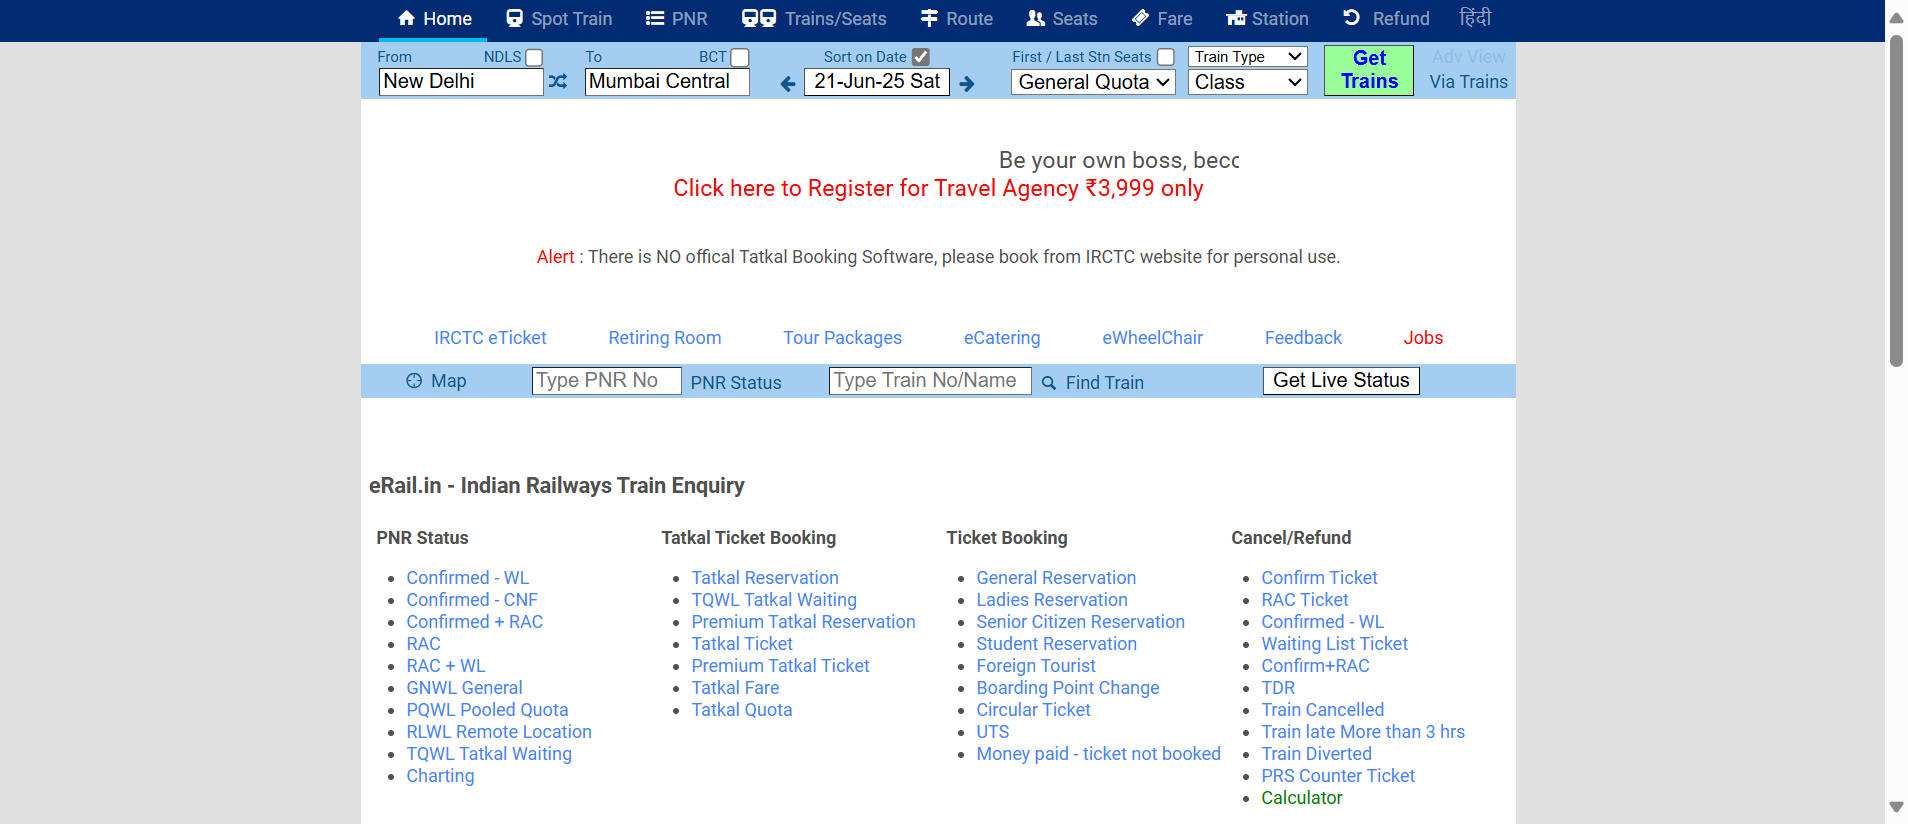 Home Spot Train PNR Trains/Seats Route Seats Fare Station Refund हिंदी
From NDLS To BCT Sort on Date First / Last Stn Seats Train Type Get Trains Adv View
New Delhi Mumbai Central 21-Jun-25 Sat General Quota Class Via Trains
Be your own boss, becc
Click here to Register for Travel Agency ₹3,999 only
Alert : There is NO offical Tatkal Booking Software, please book from IRCTC website for personal use.
IRCTC eTicket Retiring Room Tour Packages eCatering eWheelChair Feedback Jobs
Map Type PNR No PNR Status Type Train No/Name Find Train Get Live Status
eRail.in - Indian Railways Train Enquiry
PNR Status
Confirmed - WL
Confirmed - CNF
Confirmed + RAC
RAC
RAC + WL
GNWL General
PQWL Pooled Quota
RLWL Remote Location
TQWL Tatkal Waiting
Charting
Tatkal Ticket Booking
Tatkal Reservation
TQWL Tatkal Waiting
Premium Tatkal Reservation
Tatkal Ticket
Premium Tatkal Ticket
Tatkal Fare
Tatkal Quota
Ticket Booking
General Reservation
Ladies Reservation
Senior Citizen Reservation
Student Reservation
Foreign Tourist
Boarding Point Change
Circular Ticket
UTS
Money paid - ticket not booked
Cancel/Refund
Confirm Ticket
RAC Ticket
Confirmed - WL
Waiting List Ticket
Confirm+RAC
TDR
Train Cancelled
Train late More than 3 hrs
Train Diverted
PRS Counter Ticket
Calculator